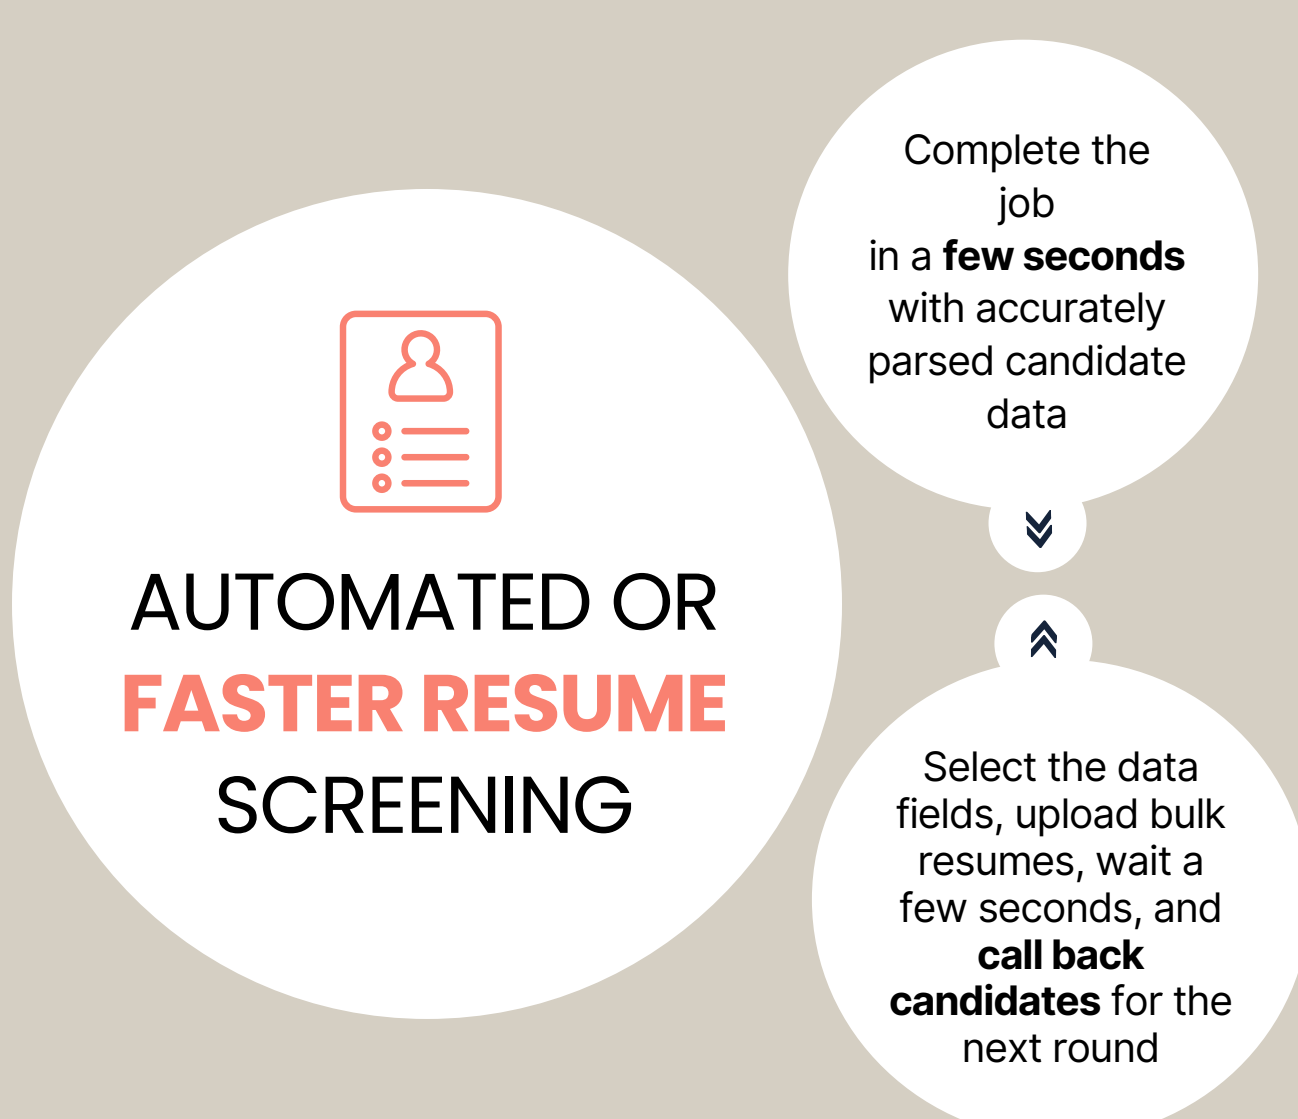 AUTOMATED OR
FASTER RESUME
SCREENING
Complete the
job
in a few seconds
with accurately
parsed candidate
data
Select the data
fields, upload bulk
resumes, wait a
few seconds, and
call back
candidates for the
next round